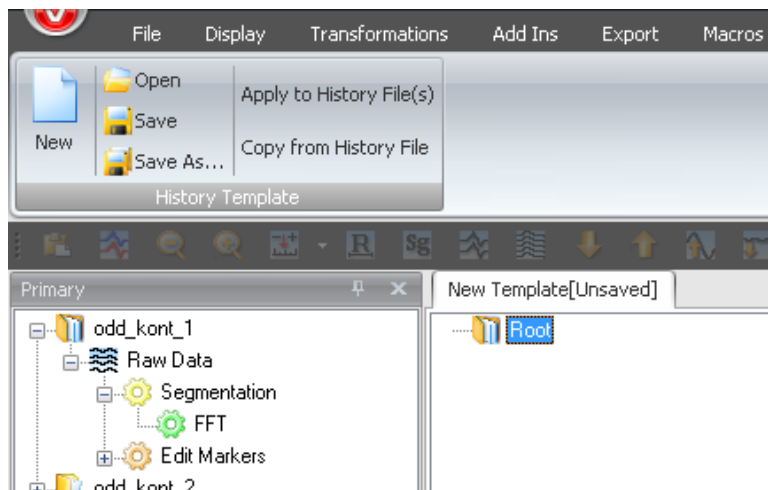 File Display Transformations Add Ins Export Macros
New
Open
Save
Save As...
Apply to History File(s)
Copy from History File
History Template
R Sg
Primary
New Template[Unsaved]
odd_kont_1
Raw Data
Segmentation
FFT
Edit Markers
odd_kont_2
Root